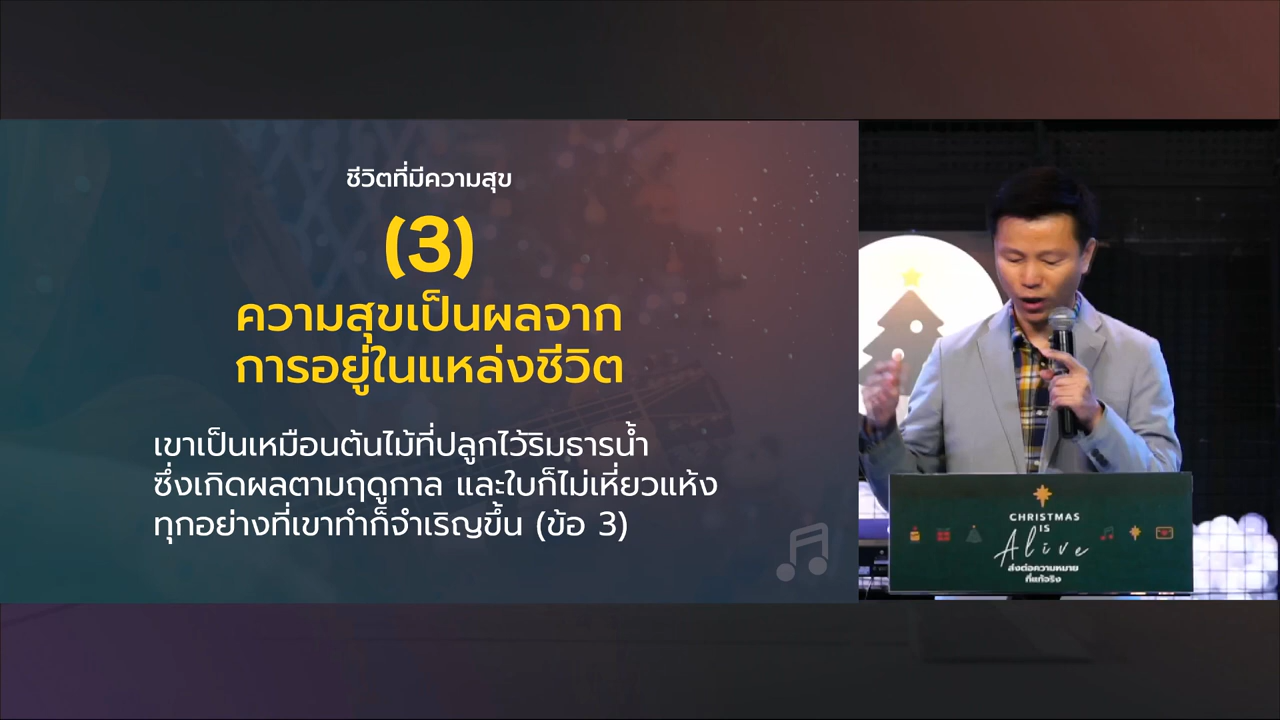 ชีวิตที่มีความสุข
(3)
ความสุขเป็นผลจาก
การอยู่ในแหล่งชีวิต
เขาเป็นเหมือนต้นไม้ที่ปลูกไว้ริมธารน้ำ
ซึ่งเกิดผลตามฤดูกาล และใบก็ไม่เหี่ยวแห้ง
ทุกอย่างที่เขาทำก็จำเริญขึ้น (ข้อ 3)
CHRISTMAS
IS
Alive
ส่งต่อความหมาย
ที่แท้จริง